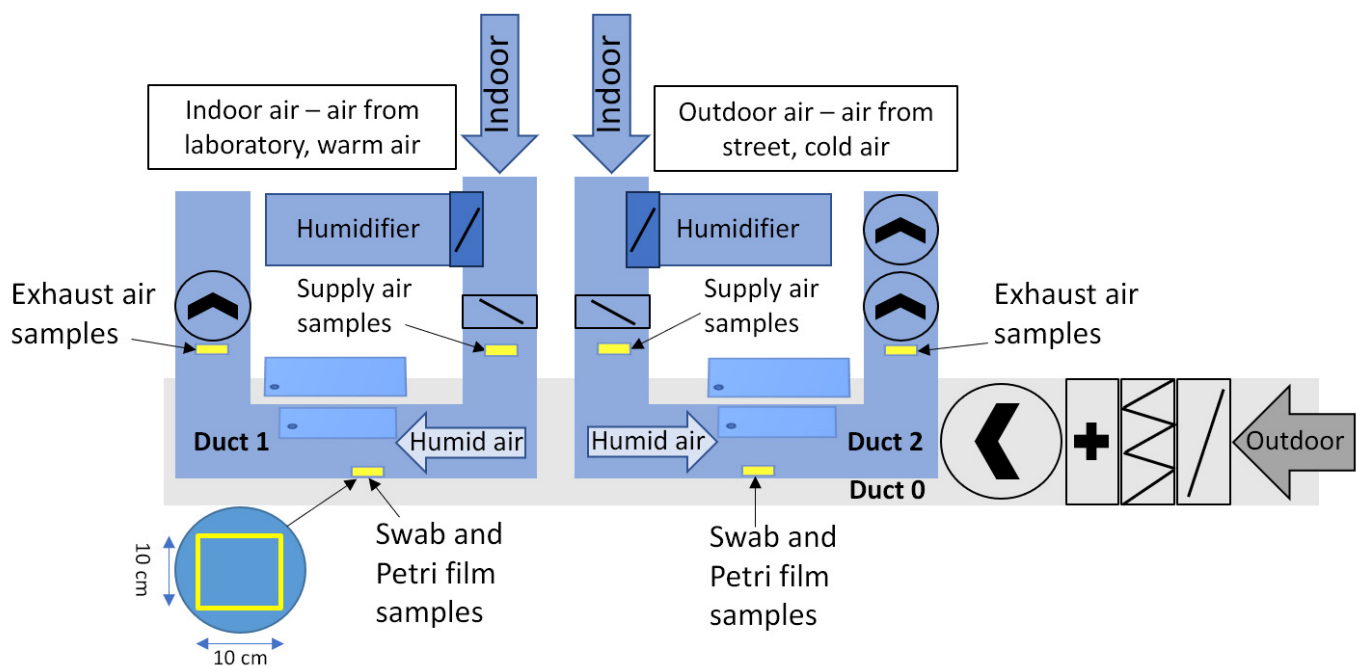 Indoor
Indoor
Indoor air – air from
laboratory, warm air
Outdoor air – air from
street, cold air
Humidifier
Humidifier
Exhaust air
samples
Supply air
samples
Supply air
samples
Exhaust air
samples
Duct 1
Humid air
Humid air
Duct 2
Outdoor
Duct 0
10 cm
10 cm
Swab and
Petri film
samples
Swab and
Petri film
samples